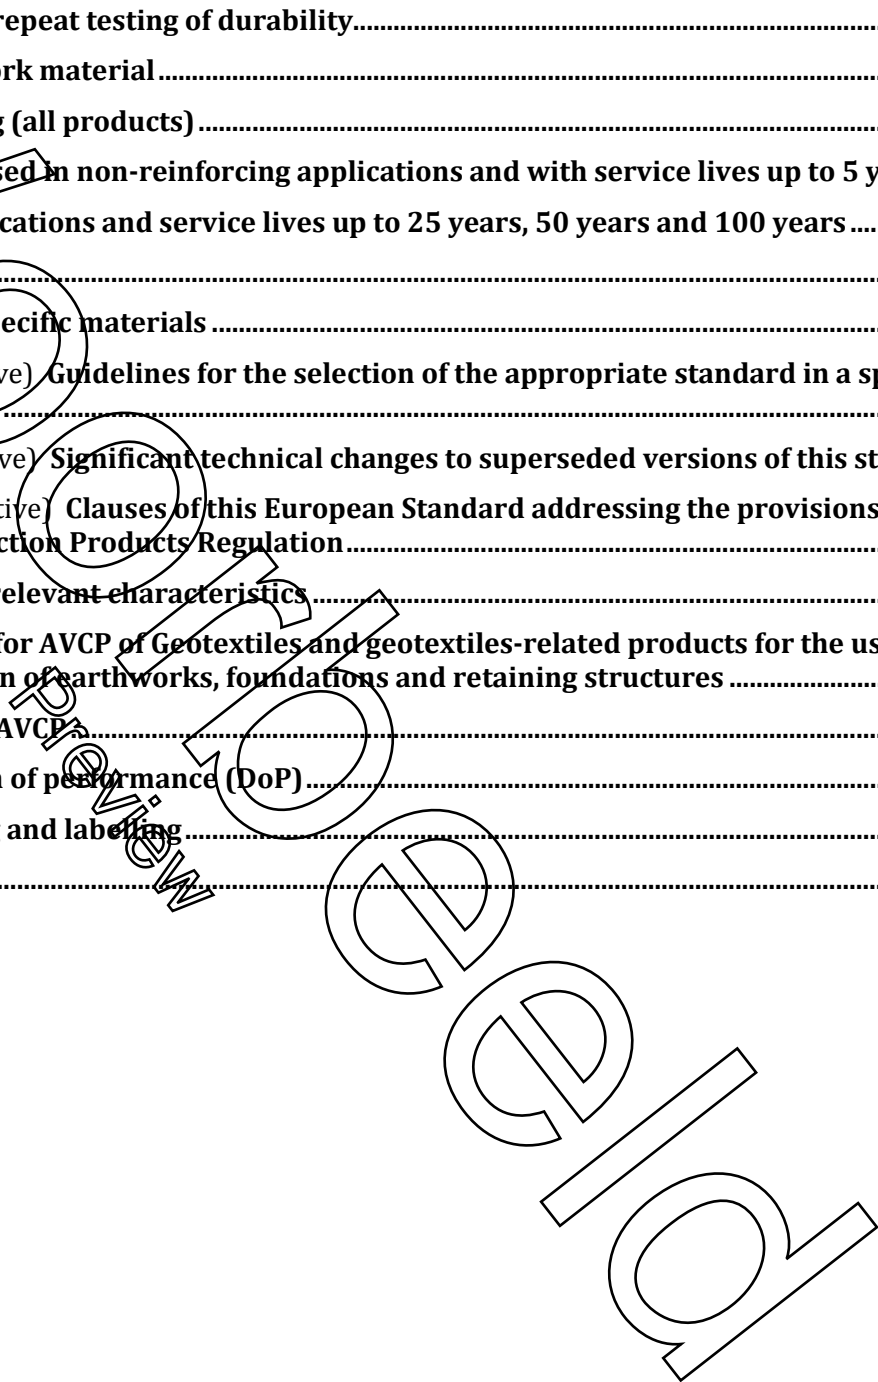 repeat testing of durability
rk material
(all products)
sed in non-reinforcing applications and with service lives up to 5 y
cations and service lives up to 25 years, 50 years and 100 years
ecific materials
ve) Guidelines for the selection of the appropriate standard in a sp
ve) Significant technical changes to superseded versions of this st
tive) Clauses of this European Standard addressing the provisions
ction Products Regulation
relevant characteristics
for AVCP of Geotextiles and geotextiles-related products for the us
n of earthworks, foundations and retaining structures
AVCP
n of performance (DoP)
g and labelling
orbeeld
Preview